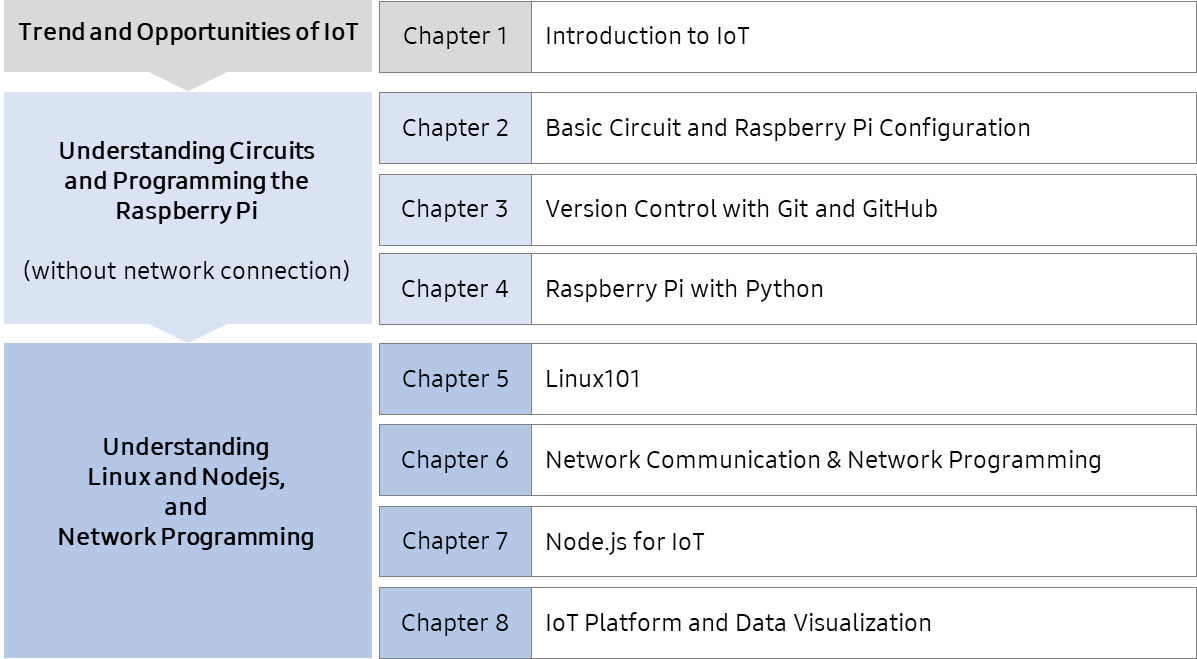 Trend and Opportunities of IoT
Chapter 1
Introduction to IoT
Understanding Circuits
and Programming the
Raspberry Pi
(without network connection)
Chapter 2
Basic Circuit and Raspberry Pi Configuration
Chapter 3
Version Control with Git and GitHub
Chapter 4
Raspberry Pi with Python
Understanding
Linux and Nodejs,
and
Network Programming
Chapter 5
Linux101
Chapter 6
Network Communication & Network Programming
Chapter 7
Node.js for IoT
Chapter 8
IoT Platform and Data Visualization